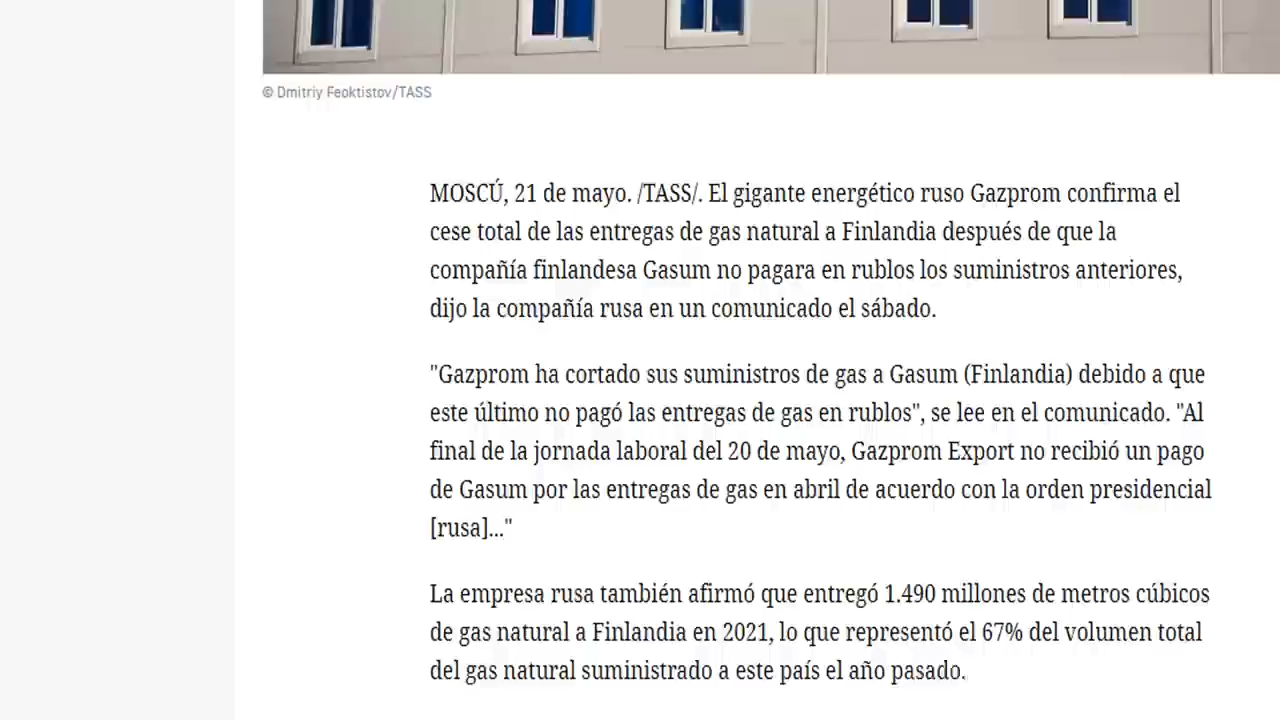 © Dmitriy Feoktistov/TASS
MOSCÚ, 21 de mayo. /TASS/. El gigante energético ruso Gazprom confirma el
cese total de las entregas de gas natural a Finlandia después de que la
compañía finlandesa Gasum no pagara en rublos los suministros anteriores,
dijo la compañía rusa en un comunicado el sábado.
"Gazprom ha cortado sus suministros de gas a Gasum (Finlandia) debido a que
este último no pagó las entregas de gas en rublos", se lee en el comunicado. "Al
final de la jornada laboral del 20 de mayo, Gazprom Export no recibió un pago
de Gasum por las entregas de gas en abril de acuerdo con la orden presidencial
[rusa]..."
La empresa rusa también afirmó que entregó 1.490 millones de metros cúbicos
de gas natural a Finlandia en 2021, lo que representó el 67% del volumen total
del gas natural suministrado a este país el año pasado.